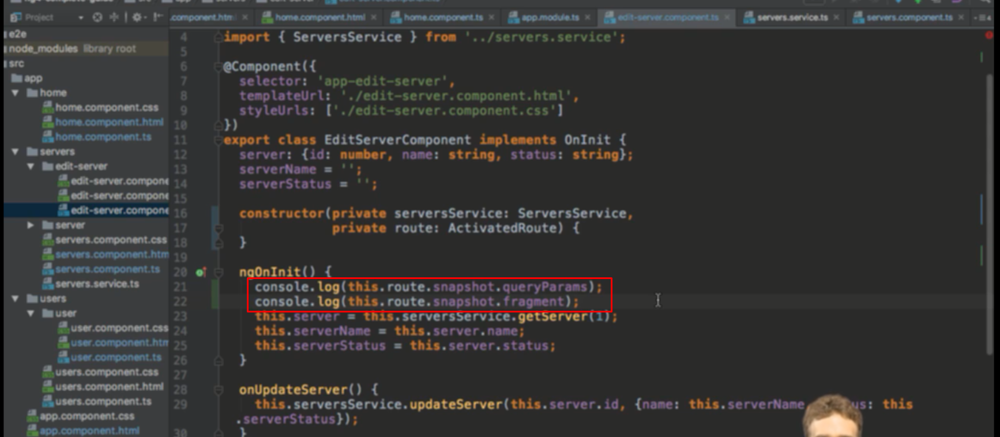 Project
.component.htm
home.component.html
home.component.ts
app.module.ts
edit-server.component.ts
servers.service.ts
servers.component.ts
e2e
node_modules library root
src
app
home
home.component.css
home.component.html
home.component.ts
servers
edit-server
edit-server.compone
edit-server.compone
edit-server.compone
server
servers.component.css
servers.component.htm
servers.component.ts
servers.service.ts
users
user
user.component.css
user.component.htm
user.component.ts
users.component.css
users.component.html
users.component.ts
app.component.css
app.component.html
4 import { ServersService } from '../servers.service';
5
6 @Component({
7 selector: 'app-edit-server',
8 templateUrl: './edit-server.component.html',
9 styleUrls: ['./edit-server.component.css']
10 })
11 export class EditServerComponent implements OnInit {
12 server: {id: number, name: string, status: string};
13 serverName = '';
14 serverStatus = '';
15
16 constructor(private serversService: ServersService,
17 private route: ActivatedRoute) {
18 }
19
20 ngOnInit() {
21 console.log(this.route.snapshot.queryParams);
22 console.log(this.route.snapshot.fragment);
23 this.server = this.serversService.getServer(1);
24 this.serverName = this.server.name;
25 this.serverStatus = this.server.status;
26 }
27
28 onUpdateServer() {
29 this.serversService.updateServer(this.server.id, {name: this.serverName us: this
.serverStatus});
30 }